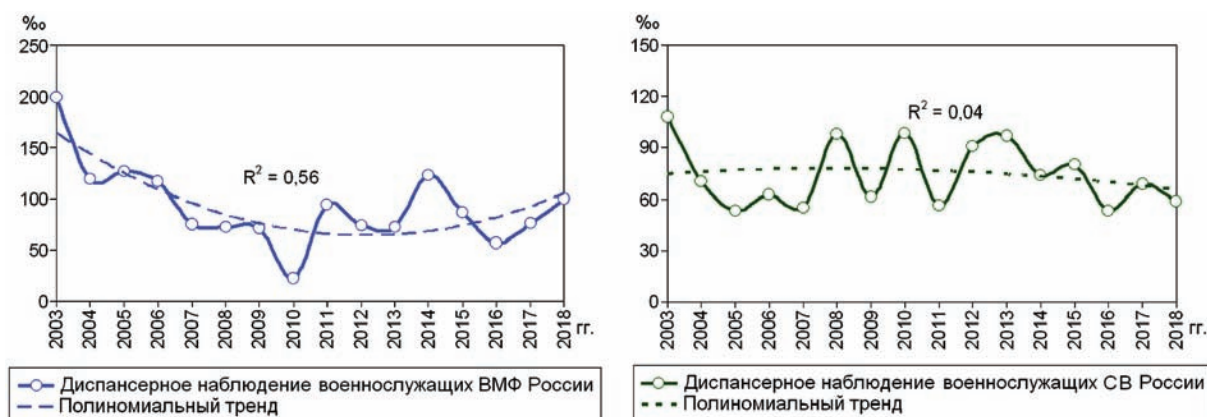 ‰
250
200
150
100
50
0
R² = 0,56
2003 2004 2005 2006 2007 2008 2009 2010 2011 2012 2013 2014 2015 2016 2017 2018 гг.
Диспансерное наблюдение военнослужащих ВМФ России
Полиномиальный тренд
‰
150
120
90
60
30
0
R² = 0,04
2003 2004 2005 2006 2007 2008 2009 2010 2011 2012 2013 2014 2015 2016 2017 2018 гг.
Диспансерное наблюдение военнослужащих СВ России
Полиномиальный тренд